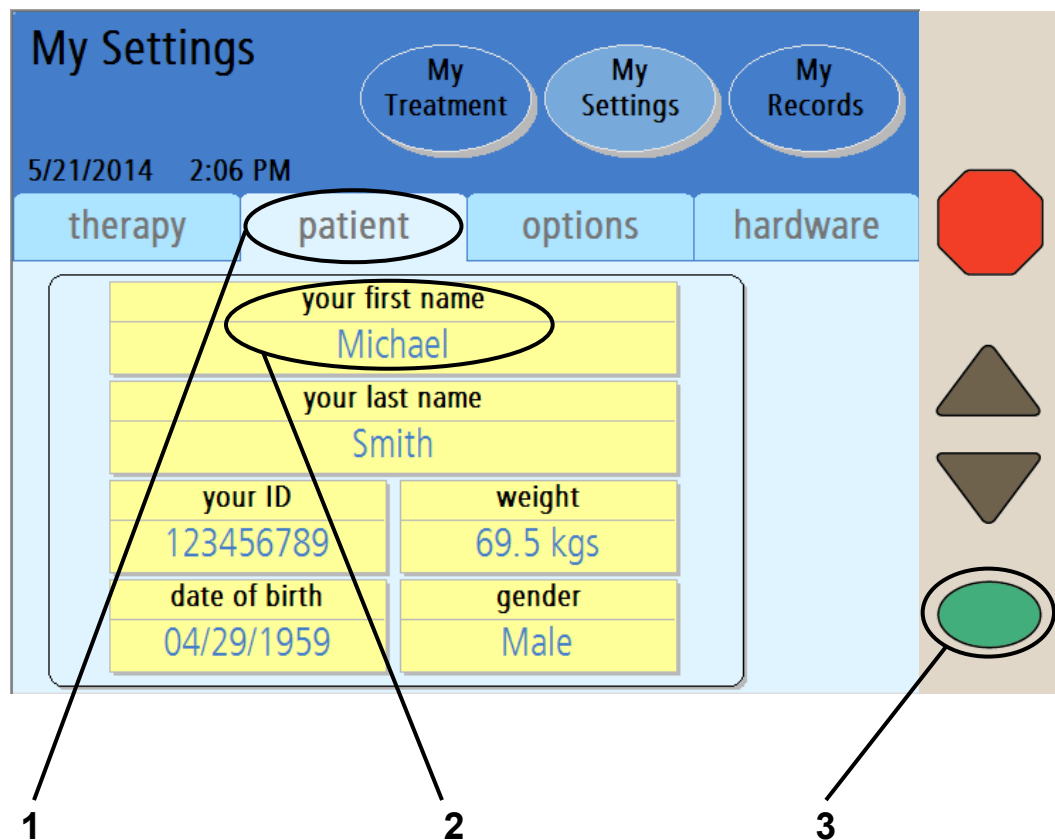 My Settings
My
Treatment
My
Settings
My
Records
5/21/2014 2:06 PM
therapy patient options hardware
your first name
Michael
your last name
Smith
your ID weight
123456789 69.5 kgs
date of birth gender
04/29/1959 Male
1 2 3